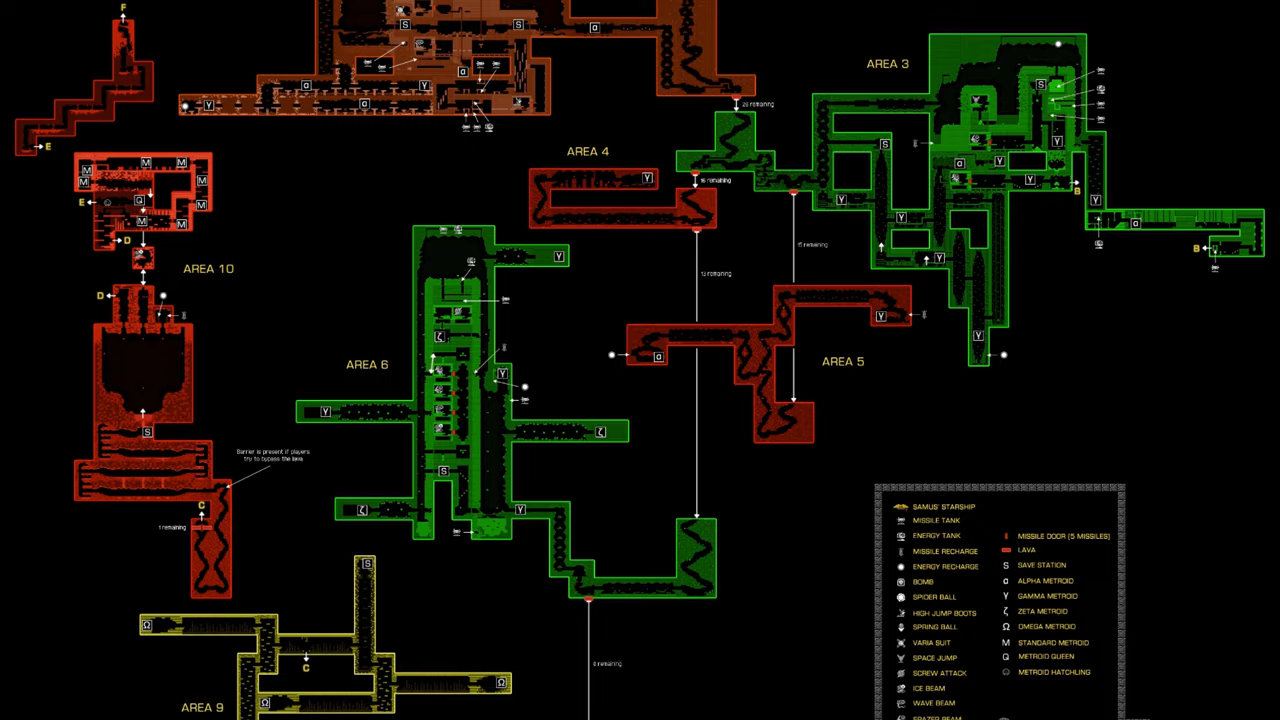 F
S
S
α
α
Y
α
α
Y
Y
20 remaining
AREA 3
S
S
Y
E
M
M
M
M
M
M
M
E
Q
D
AREA 4
Y
16 remaining
α
Y
Y
Y
Y
B
Y
Y
α
B
Y
Y
AREA 10
D
13 remaining
15 remaining
Y
ζ
AREA 6
Y
Y
ζ
S
ζ
Y
α
Y
AREA 5
S
Barrier is present if players
try to bypass the lava
C
1 remaining
S
Ω
C
Ω
Ω
AREA 9
8 remaining
SAMUS' STARSHIP
MISSILE TANK
ENERGY TANK
MISSILE RECHARGE
ENERGY RECHARGE
BOMB
SPIDER BALL
HIGH JUMP BOOTS
SPRING BALL
VARIA SUIT
SPACE JUMP
SCREW ATTACK
ICE BEAM
WAVE BEAM
SPAZER BEAM
MISSILE DOOR (5 MISSILES)
LAVA
S SAVE STATION
α ALPHA METROID
Y GAMMA METROID
ζ ZETA METROID
Ω OMEGA METROID
M STANDARD METROID
Q METROID QUEEN
METROID HATCHLING